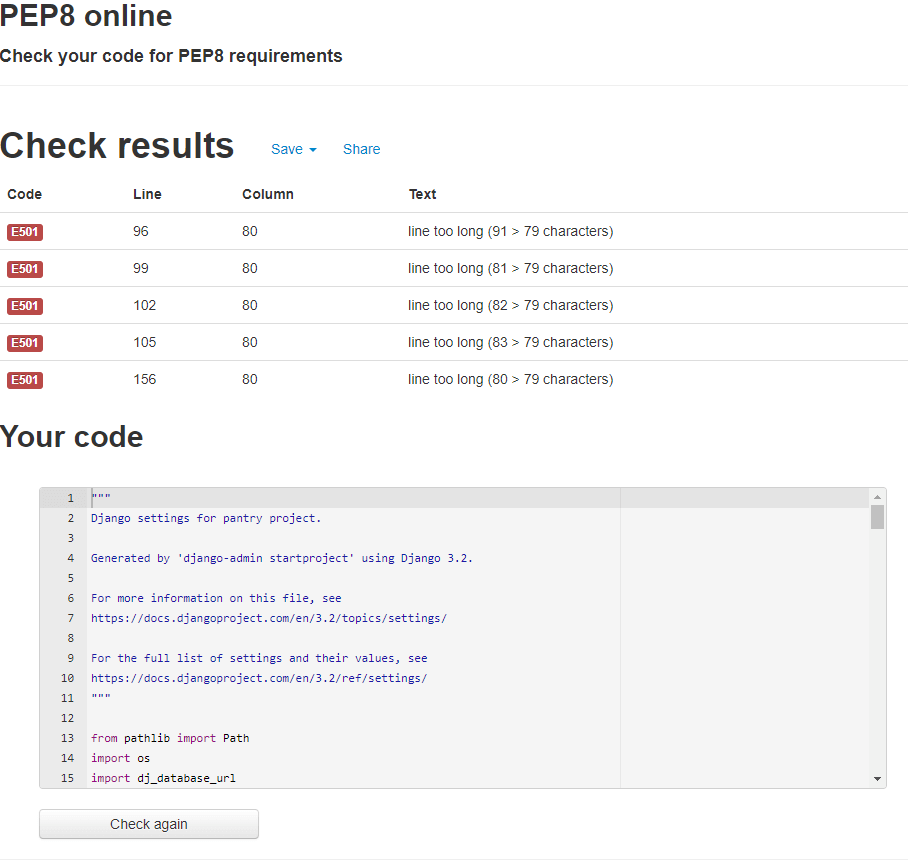 PEP8 online
Check your code for PEP8 requirements
Check results Save Share
Code Line Column Text
E501 96 80 line too long (91 > 79 characters)
E501 99 80 line too long (81 > 79 characters)
E501 102 80 line too long (82 > 79 characters)
E501 105 80 line too long (83 > 79 characters)
E501 156 80 line too long (80 > 79 characters)
Your code
1 """
2 Django settings for pantry project.
3
4 Generated by 'django-admin startproject' using Django 3.2.
5
6 For more information on this file, see
7 https://docs.djangoproject.com/en/3.2/topics/settings/
8
9 For the full list of settings and their values, see
10 https://docs.djangoproject.com/en/3.2/ref/settings/
11 """
12
13 from pathlib import Path
14 import os
15 import dj_database_url
Check again